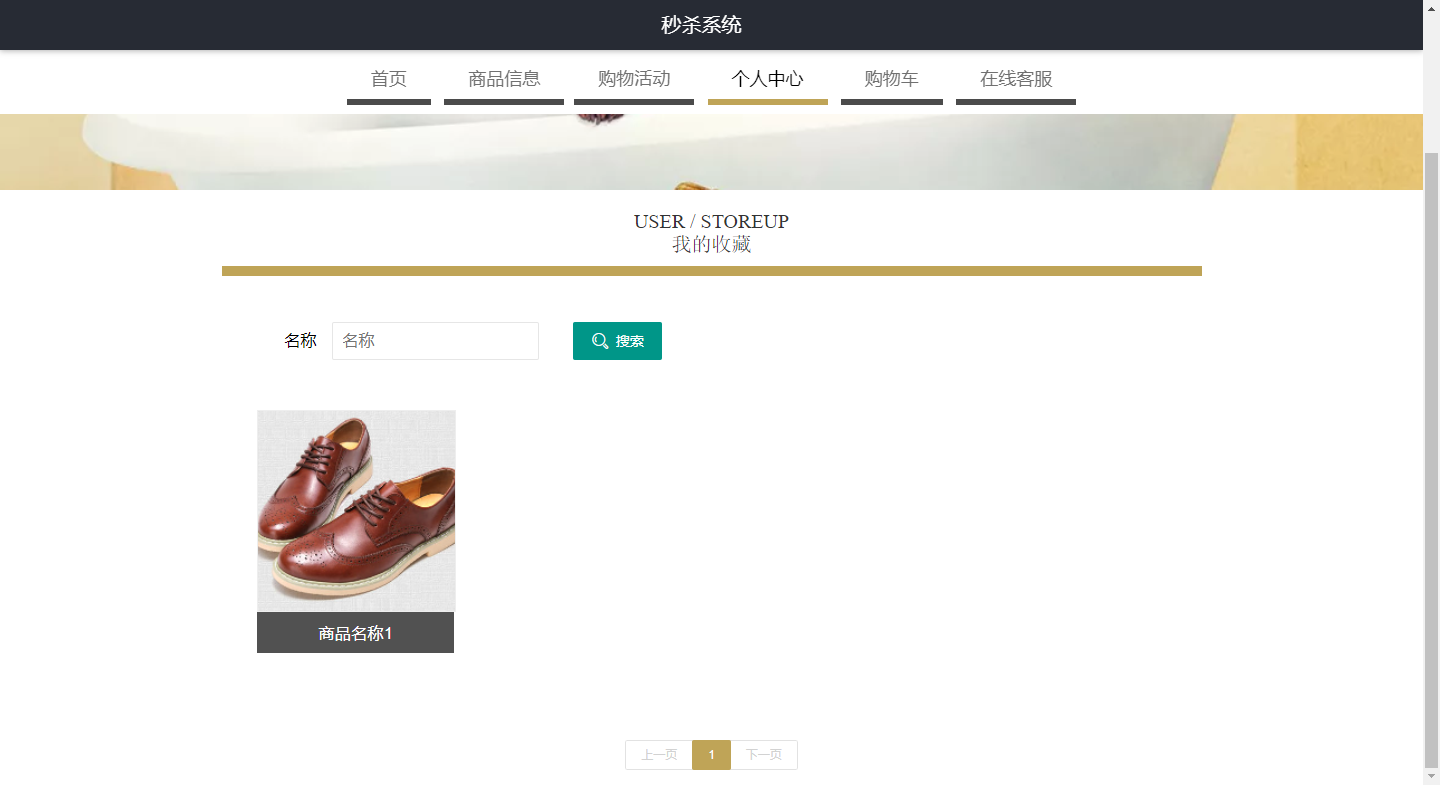 秒杀系统
首页 商品信息 购物活动 个人中心 购物车 在线客服
USER / STOREUP
我的收藏
名称 名称 搜索
商品名称1
上一页 1 下一页